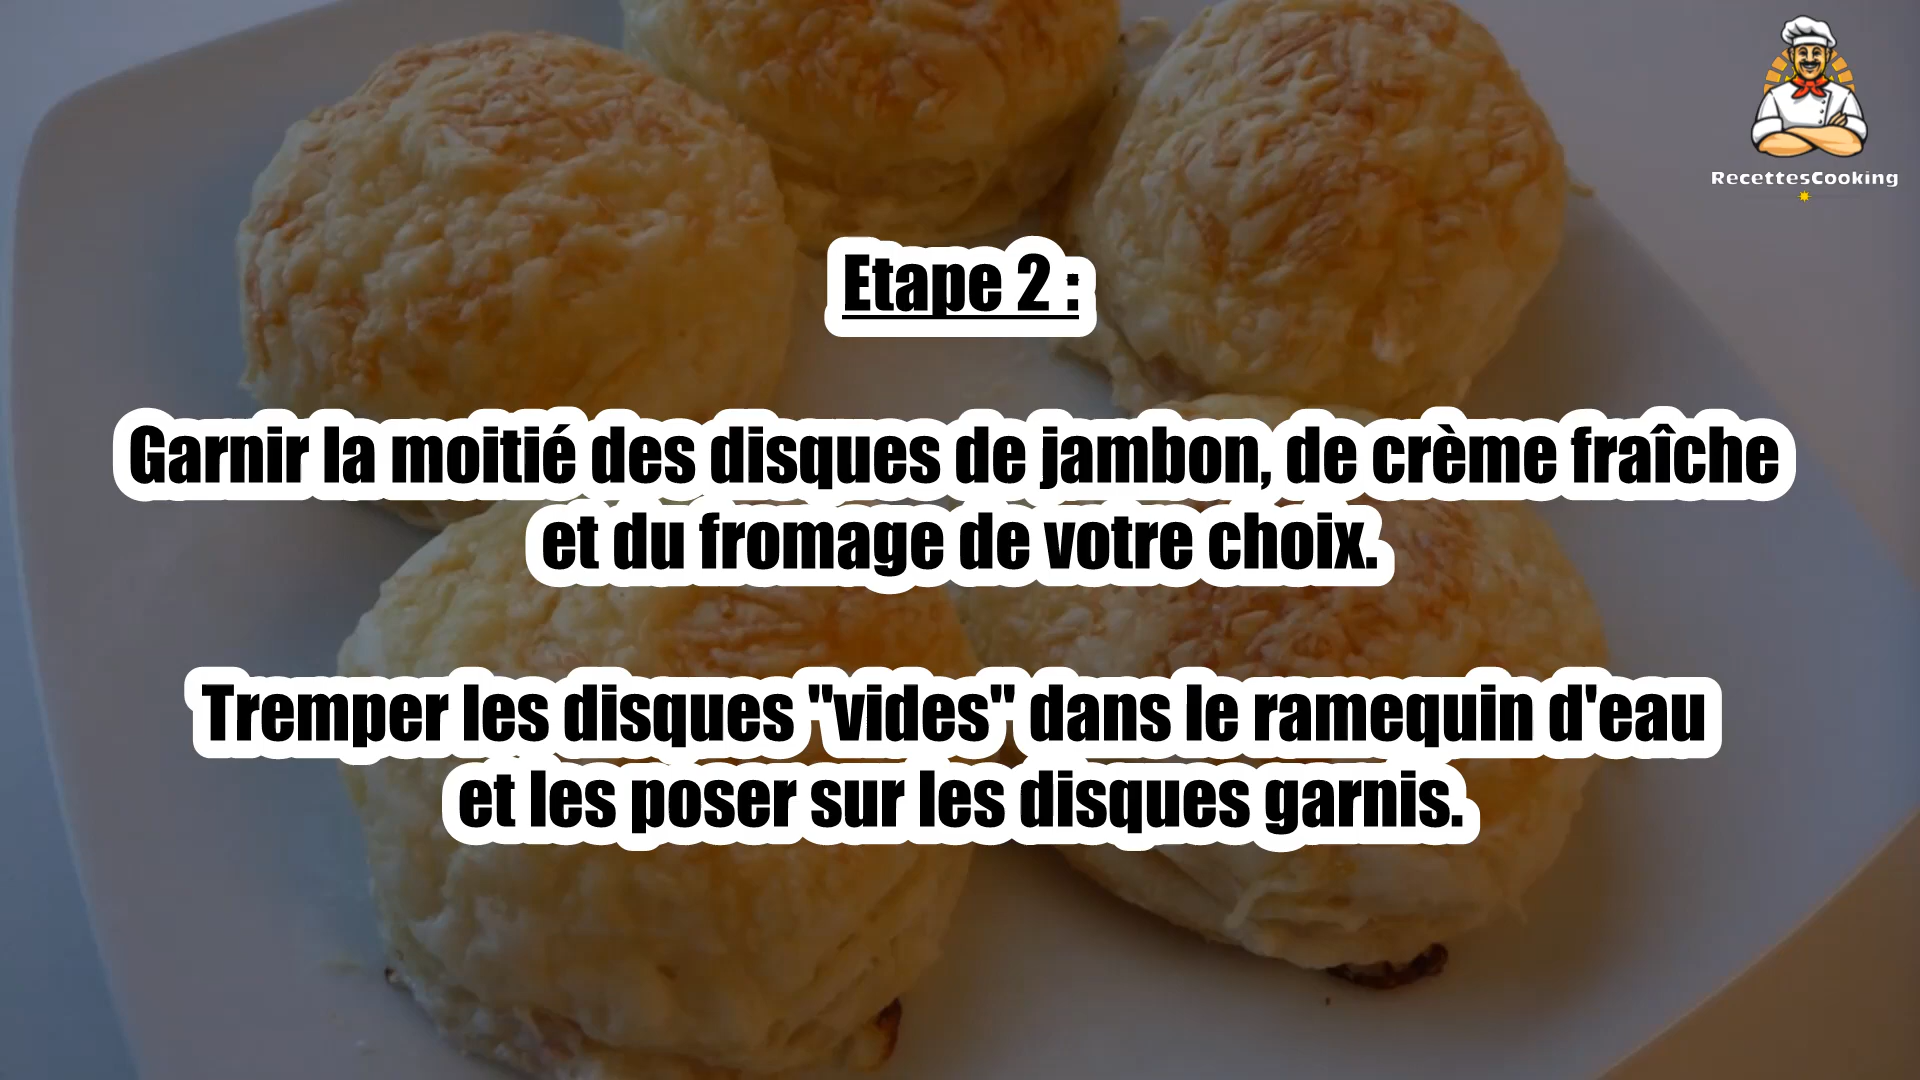 RecettesCooking
Etape 2 :
Garnir la moitié des disques de jambon, de crème fraîche
et du fromage de votre choix.
Tremper les disques "vides" dans le ramequin d'eau
et les poser sur les disques garnis.